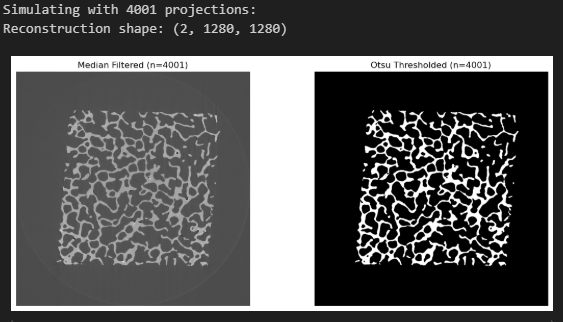 Simulating with 4001 projections:
Reconstruction shape: (2, 1280, 1280)
Median Filtered (n=4001)
Otsu Thresholded (n=4001)